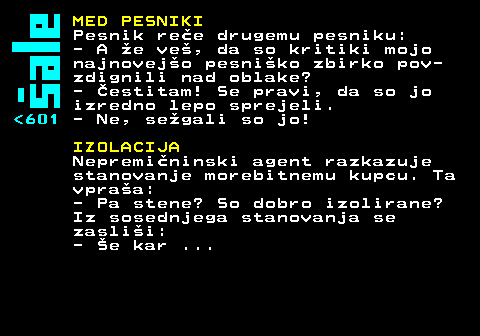 Šale
<601
MED PESNIKI
Pesnik reče drugemu pesniku:
- A že veš, da so kritiki mojo
najnovejšo pesniško zbirko pov-
zdignili nad oblake?
- Čestitam! Se pravi, da so jo
izredno lepo sprejeli.
- Ne, sežgali so jo!
IZOLACIJA
Nepremičninski agent razkazuje
stanovanje morebitnemu kupcu. Ta
vpraša:
- Pa stene? So dobro izolirane?
Iz sosednjega stanovanja se
zasliši:
- Še kar ...